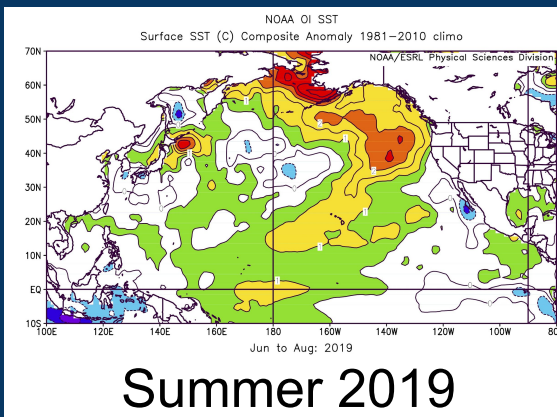 NOAA OI SST
Surface SST (C) Composite Anomaly 1981-2010 climo
NOAA/ESRL Physical Sciences Division
70N
60N
50N
40N
30N
20N
10N
EQ
10S
100E 120E 140E 160E 180 160W 140W 120W 100W 80
Jun to Aug: 2019
Summer 2019